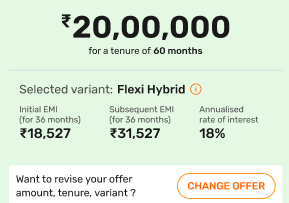 ₹20,00,000
for a tenure of 60 months
Selected variant: Flexi Hybrid
Initial EMI
(for 36 months)
₹18,527
Subsequent EMI
(for 36 months)
₹31,527
Annualised
rate of interest
18%
Want to revise your offer
amount, tenure, variant ?
CHANGE OFFER